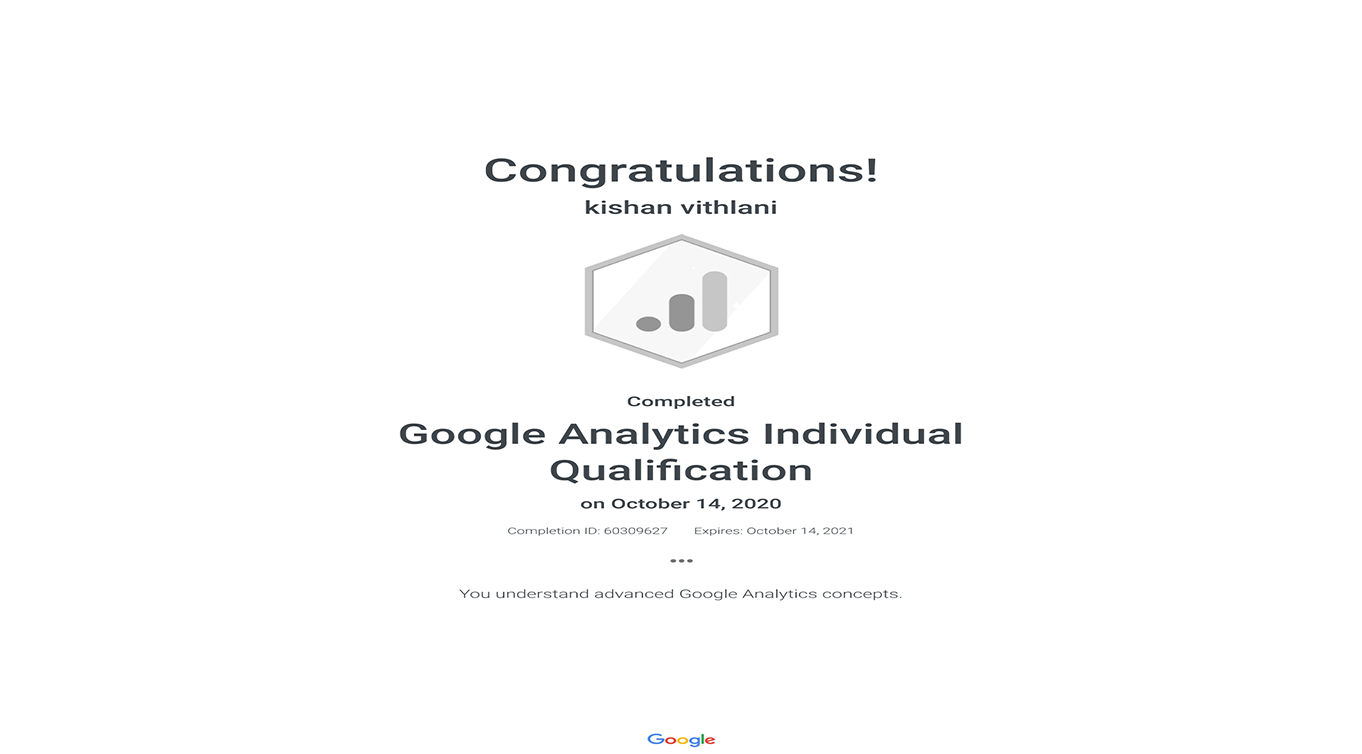 Congratulations!
kishan vithlani
Completed
Google Analytics Individual
Qualification
on October 14, 2020
Completion ID: 60309627 Expires: October 14, 2021
•••
You understand advanced Google Analytics concepts.
Google